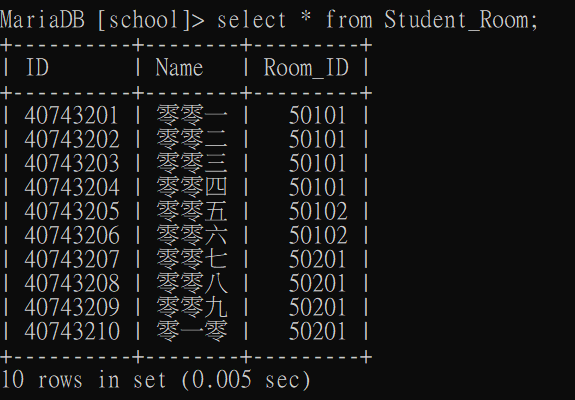 MariaDB [school]> select * from Student_Room;
+----------+--------+---------+
| ID       | Name   | Room_ID |
+----------+--------+---------+
| 40743201 | 零零一 |   50101 |
| 40743202 | 零零二 |   50101 |
| 40743203 | 零零三 |   50101 |
| 40743204 | 零零四 |   50101 |
| 40743205 | 零零五 |   50102 |
| 40743206 | 零零六 |   50102 |
| 40743207 | 零零七 |   50201 |
| 40743208 | 零零八 |   50201 |
| 40743209 | 零零九 |   50201 |
| 40743210 | 零一零 |   50201 |
+----------+--------+---------+
10 rows in set (0.005 sec)